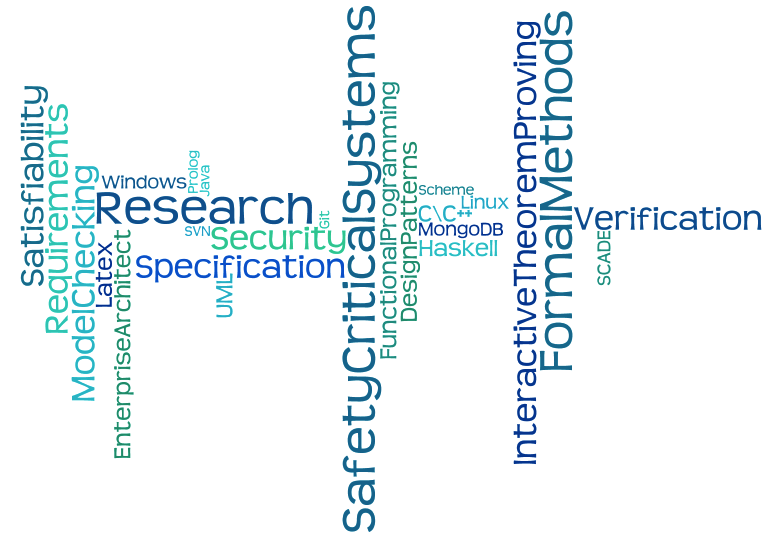 Satisfiability
Requirements
ModelChecking
Latex
EnterpriseArchitect
Windows
Prolog
Java
Research
SVN
Security
Git
Specification
UML
SafetyCriticalSystems
FunctionalProgramming
DesignPatterns
Scheme
Linux
C\C++
MongoDB
Haskell
InteractiveTheoremProving
FormalMethods
Verification
SCADE